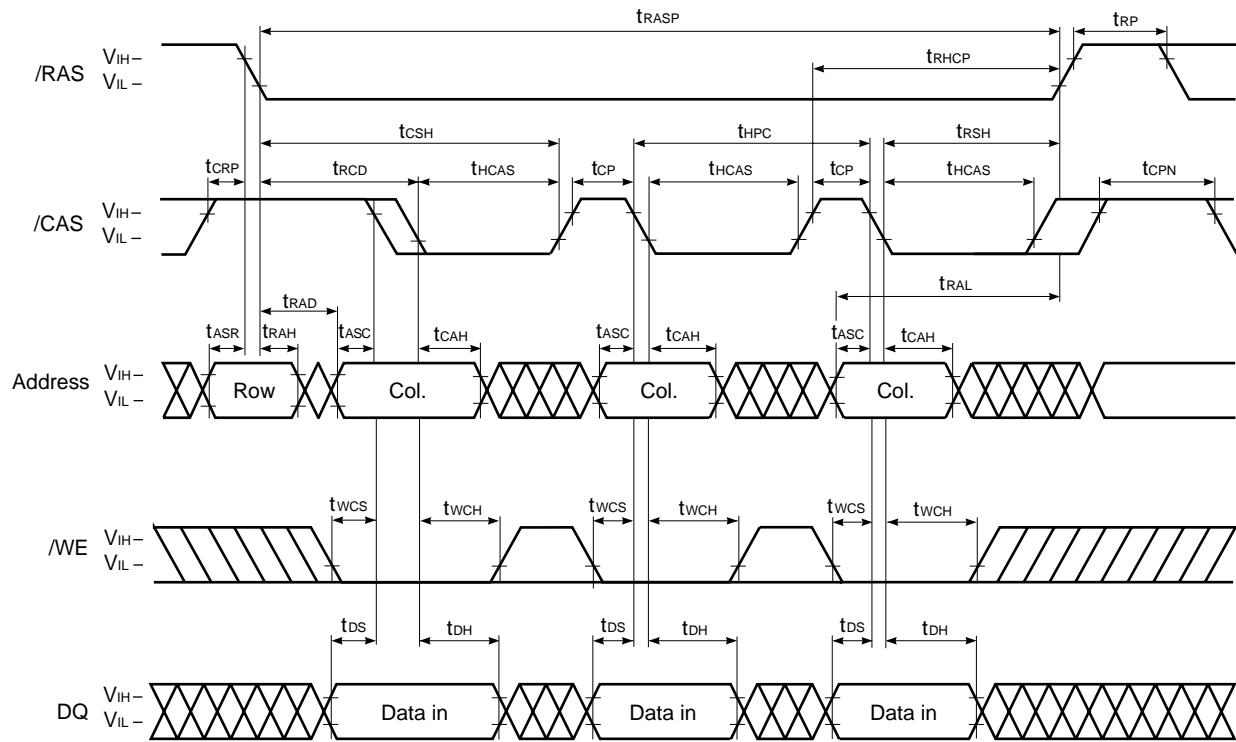 tRASP
tRP
/RAS
VIH –
VIL –
tRHCP
tCSH
tHPC
tRSH
tCRP
tRCD
tHCAS
tCP
tHCAS
tCP
tHCAS
tCPN
/CAS
VIH –
VIL –
tRAD
tRAL
tASR
tRAH
tASC
tCAH
tASC
tCAH
tASC
tCAH
Address
VIH –
VIL –
Row
Col.
Col.
Col.
tWCS
tWCH
tWCS
tWCH
tWCS
tWCH
/WE
VIH –
VIL –
tDS
tDH
tDS
tDH
tDS
tDH
DQ
VIH –
VIL –
Data in
Data in
Data in